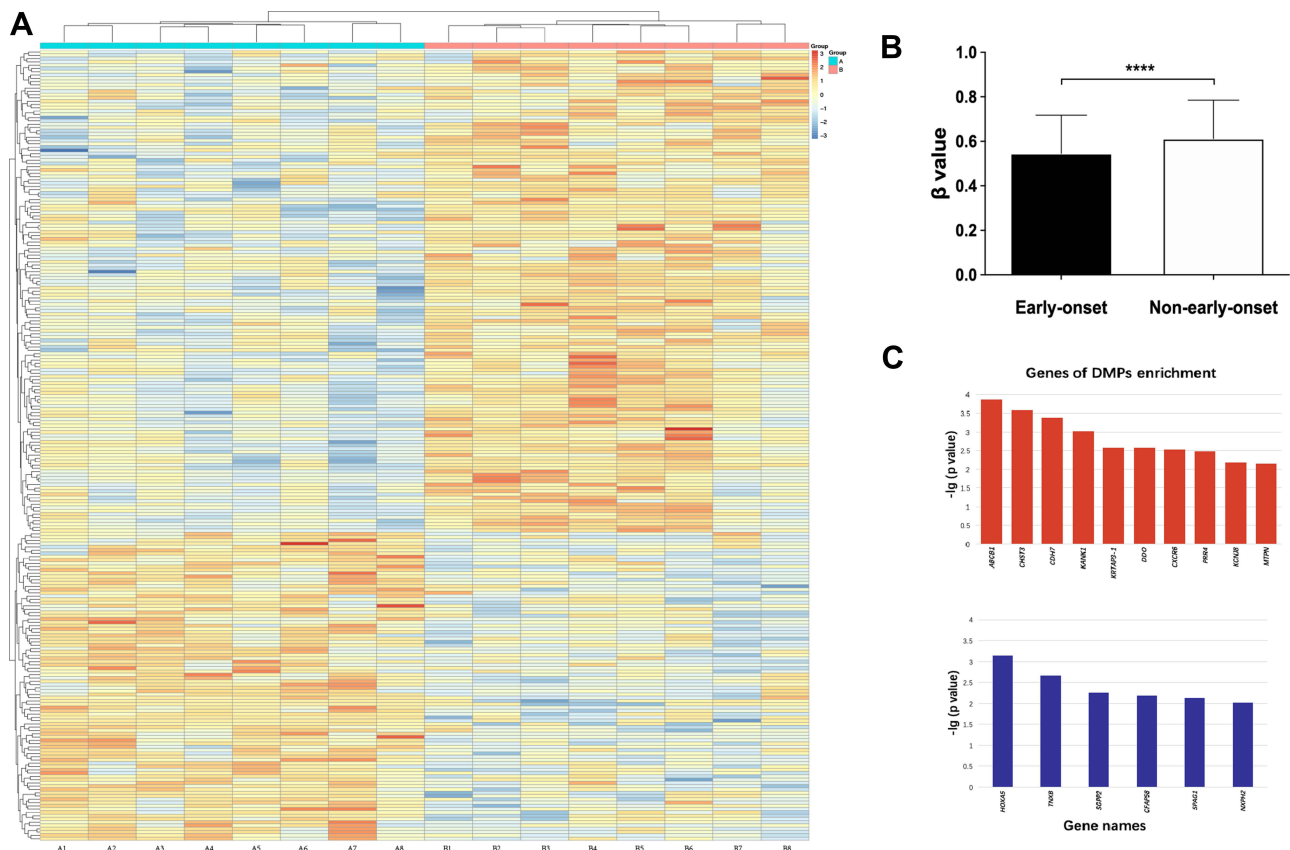 A
Group
3
2
1
0
−1
−2
−3
Group
A
B
A1 A2 A3 A4 A5 A6 A7 A8 B1 B2 B3 B4 B5 B6 B7 B8
B
****
β value
1.0
0.8
0.6
0.4
0.2
0.0
Early-onset Non-early-onset
C
Genes of DMPs enrichment
-lg (p value)
4
3.5
3
2.5
2
1.5
1
0.5
0
ABCB1 CHST3 CDH7 KANK1 KRTAP3-1 DDO CXCR6 PRR4 KCNJ8 MTPN
-lg (p value)
4
3.5
3
2.5
2
1.5
1
0.5
0
HOXA5 TNXB SGPP2 CFAP58 SPAG1 NXPH2
Gene names